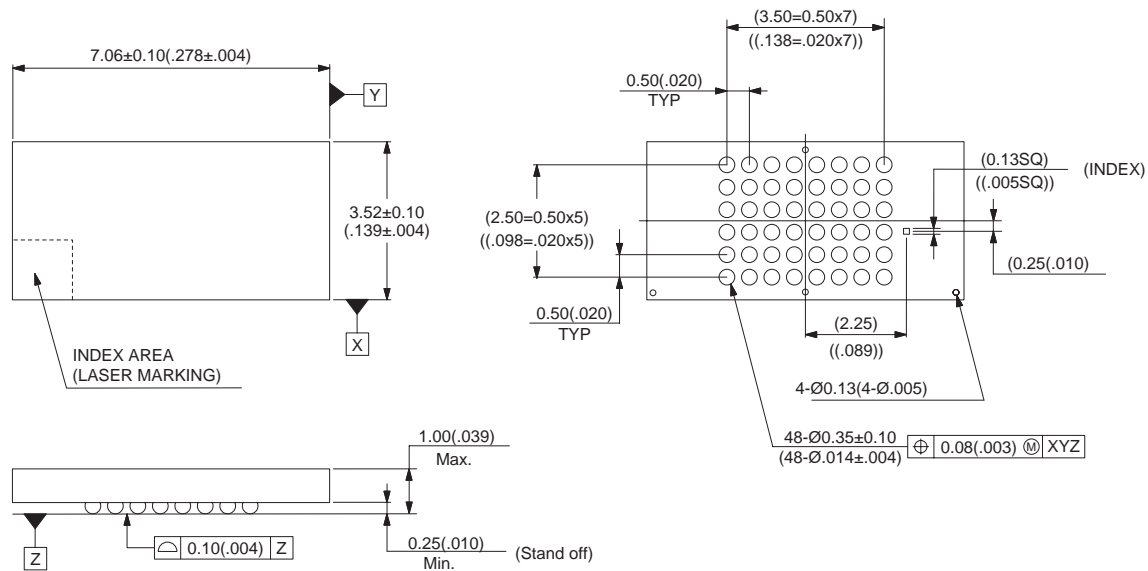 7.06±0.10(.278±.004)
Y
3.52±0.10
(.139±.004)
X
INDEX AREA
(LASER MARKING)
(3.50=0.50x7)
((.138=.020x7))
0.50(.020)
TYP
(0.13SQ)
((.005SQ))
(INDEX)
(2.50=0.50x5)
((.098=.020x5))
(0.25(.010)
0.50(.020)
TYP
(2.25)
((.089))
4-Ø0.13(4-Ø.005)
48-Ø0.35±0.10
(48-Ø.014±.004)
⌖ 0.08(.003) Ⓜ XYZ
1.00(.039)
Max.
Z
⌓ 0.10(.004) Z
0.25(.010)
Min.
(Stand off)